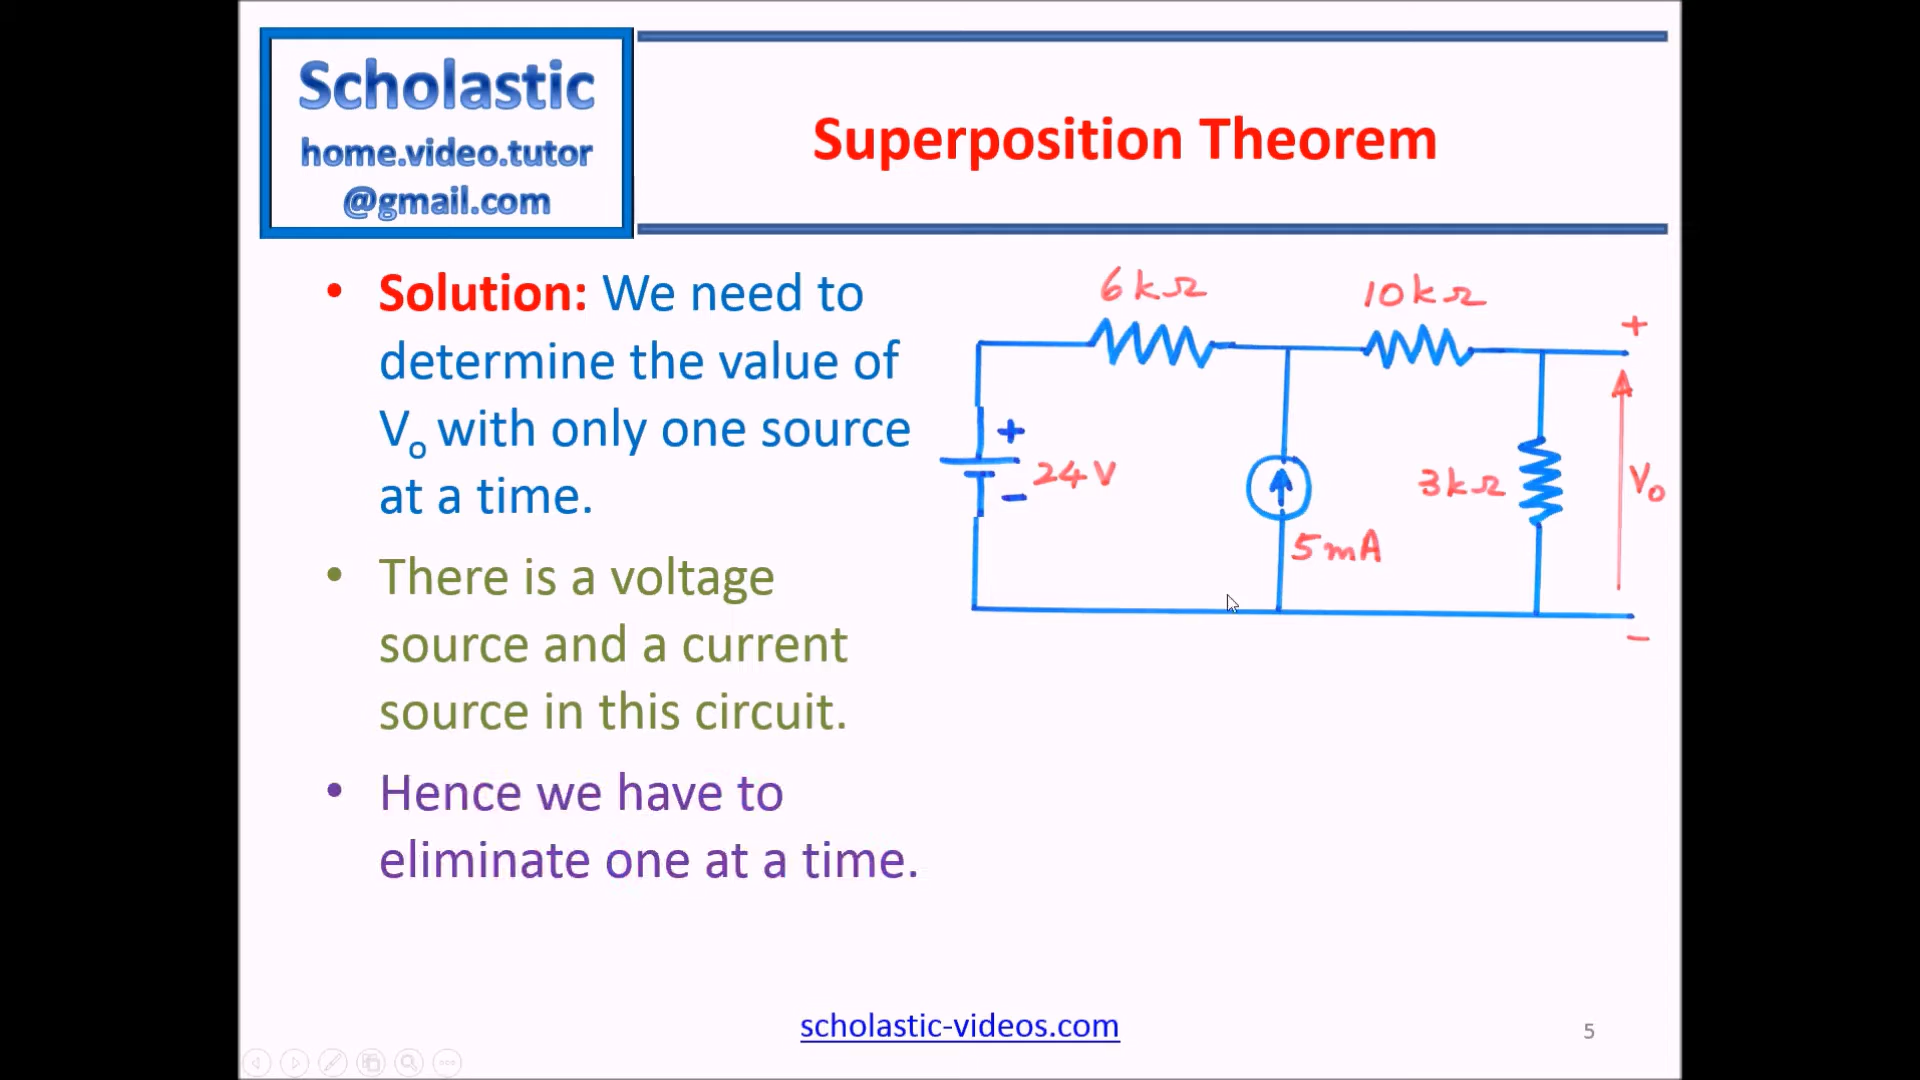 Scholastic
home.video.tutor
@gmail.com
Superposition Theorem
• Solution: We need to
determine the value of
Vo with only one source
at a time.
• There is a voltage
source and a current
source in this circuit.
• Hence we have to
eliminate one at a time.
6kΩ
10kΩ
+
+
24V
-
3kΩ
Vo
5mA
-
scholastic-videos.com
5